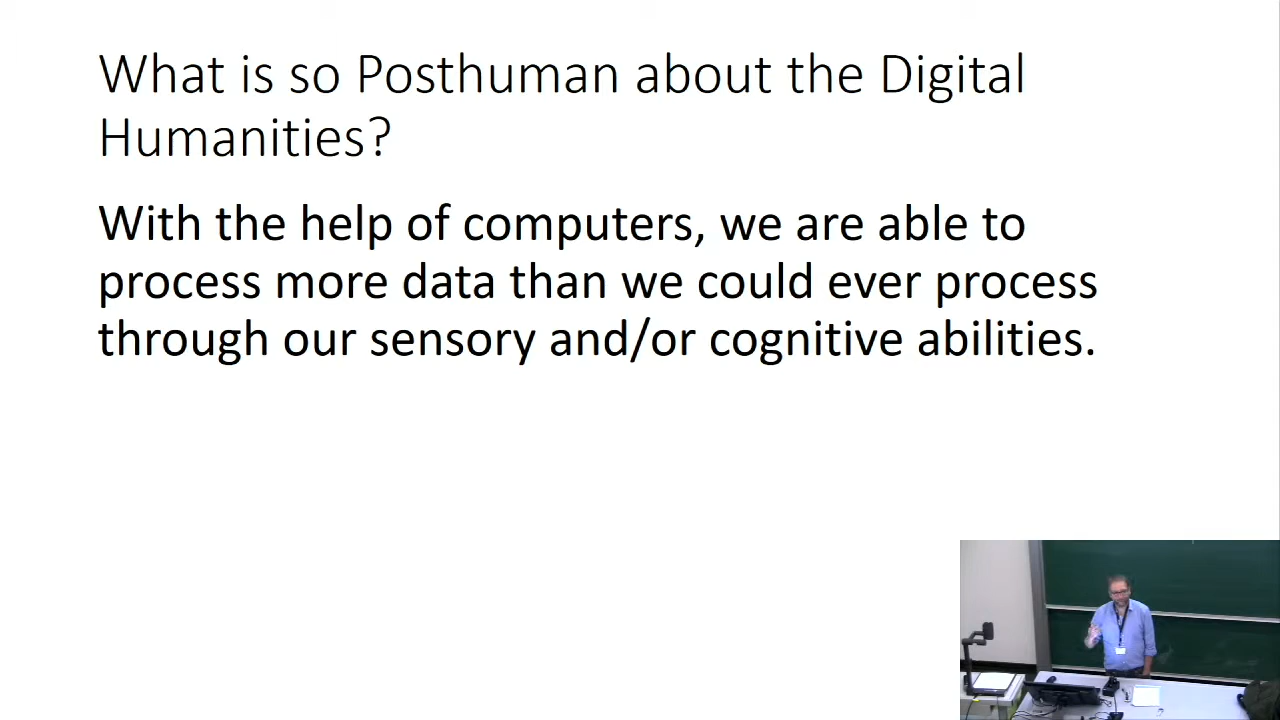 What is so Posthuman about the Digital
Humanities?
With the help of computers, we are able to
process more data than we could ever process
through our sensory and/or cognitive abilities.